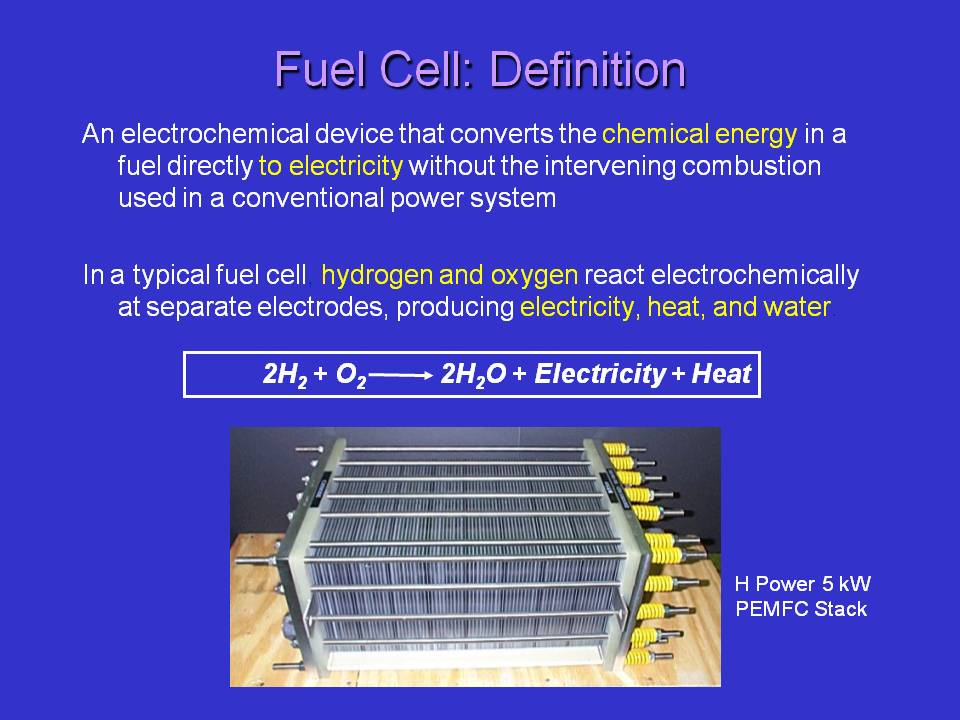 Fuel Cell: Definition
An electrochemical device that converts the chemical energy in a
fuel directly to electricity without the intervening combustion
used in a conventional power system
In a typical fuel cell, hydrogen and oxygen react electrochemically
at separate electrodes, producing electricity, heat, and water.
2H₂ + O₂ → 2H₂O + Electricity + Heat
H Power 5 kW
PEMFC Stack